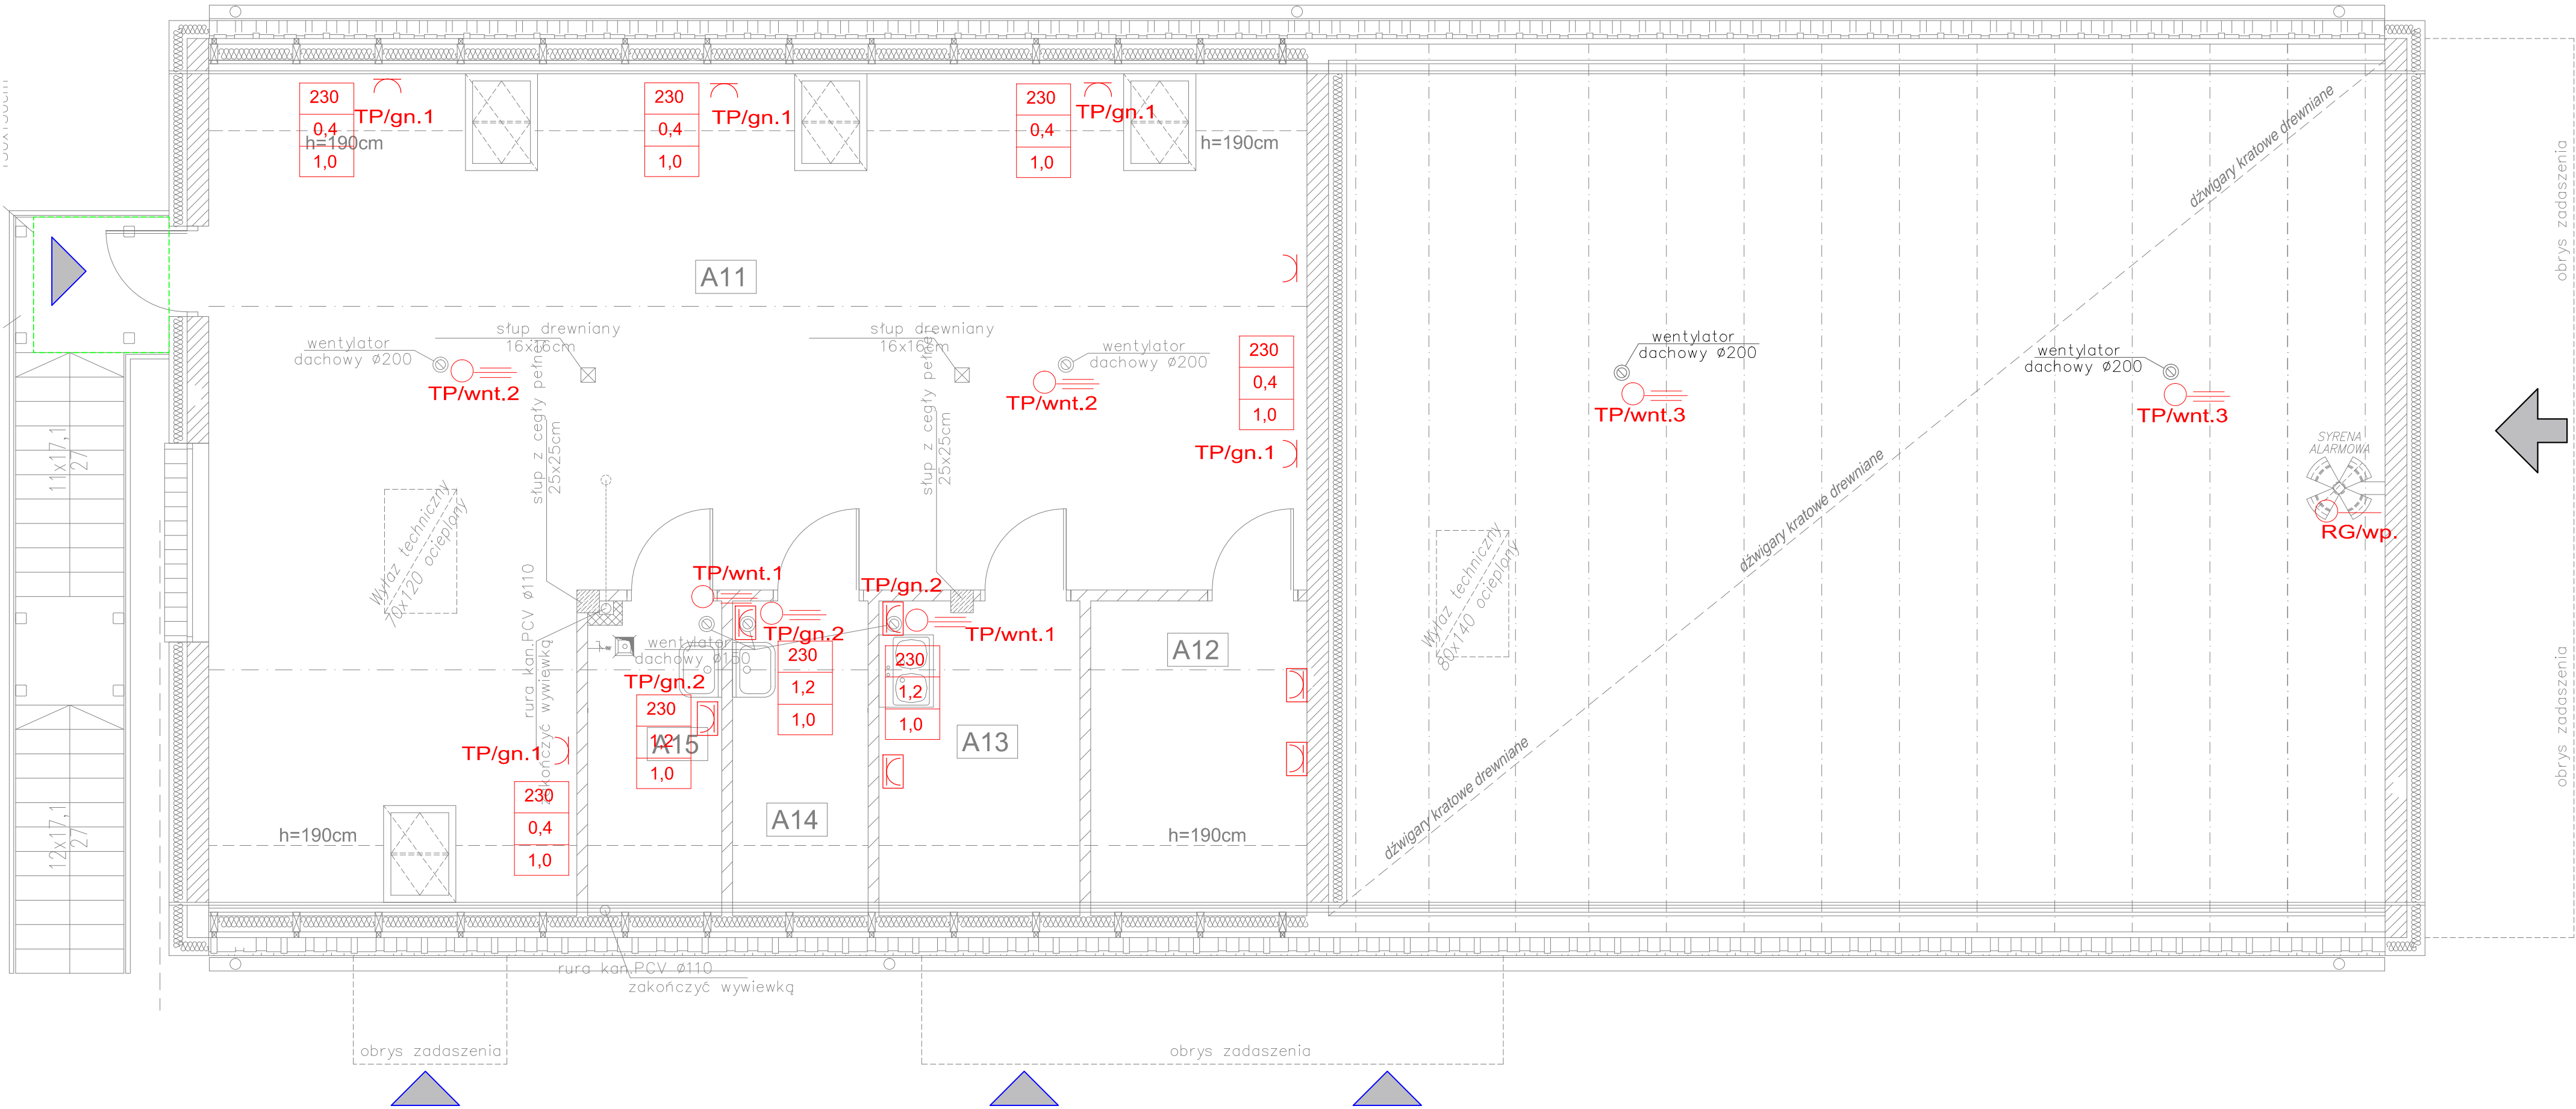 230
0,4
1,0
TP/gn.1
h=190cm
230
0,4
1,0
TP/gn.1
230
0,4
1,0
TP/gn.1
h=190cm
dźwigary kratowe drewniane
obrys zadaszenia
A11
wentylator
dachowy ø200
TP/wnt.2
słup drewniany
16x16cm
słup drewniany
16x16cm
wentylator
dachowy ø200
TP/wnt.2
230
0,4
1,0
TP/gn.1
wentylator
dachowy ø200
TP/wnt.3
wentylator
dachowy ø200
TP/wnt.3
SYRENA
ALARMOWA
RG/wp.
11x17,1
27
słup z cegły pełnej
25x25cm
słup z cegły pełnej
25x25cm
Wyłaz techniczny
70x120 ocieplony
dźwigary kratowe drewniane
Wyłaz techniczny
80x140 ocieplony
rura kan.PCV ø110
zakończyć wywiewką
TP/wnt.1
TP/gn.2
TP/gn.2
TP/wnt.1
wentylator
dachowy ø150
230
1,2
1,0
230
1,2
1,0
A12
TP/gn.2
230
1,2
1,0
A15
A13
TP/gn.1
230
0,4
1,0
A14
h=190cm
h=190cm
dźwigary kratowe drewniane
obrys zadaszenia
12x17,1
27
rura kan.PCV ø110
zakończyć wywiewką
obrys zadaszenia
obrys zadaszenia